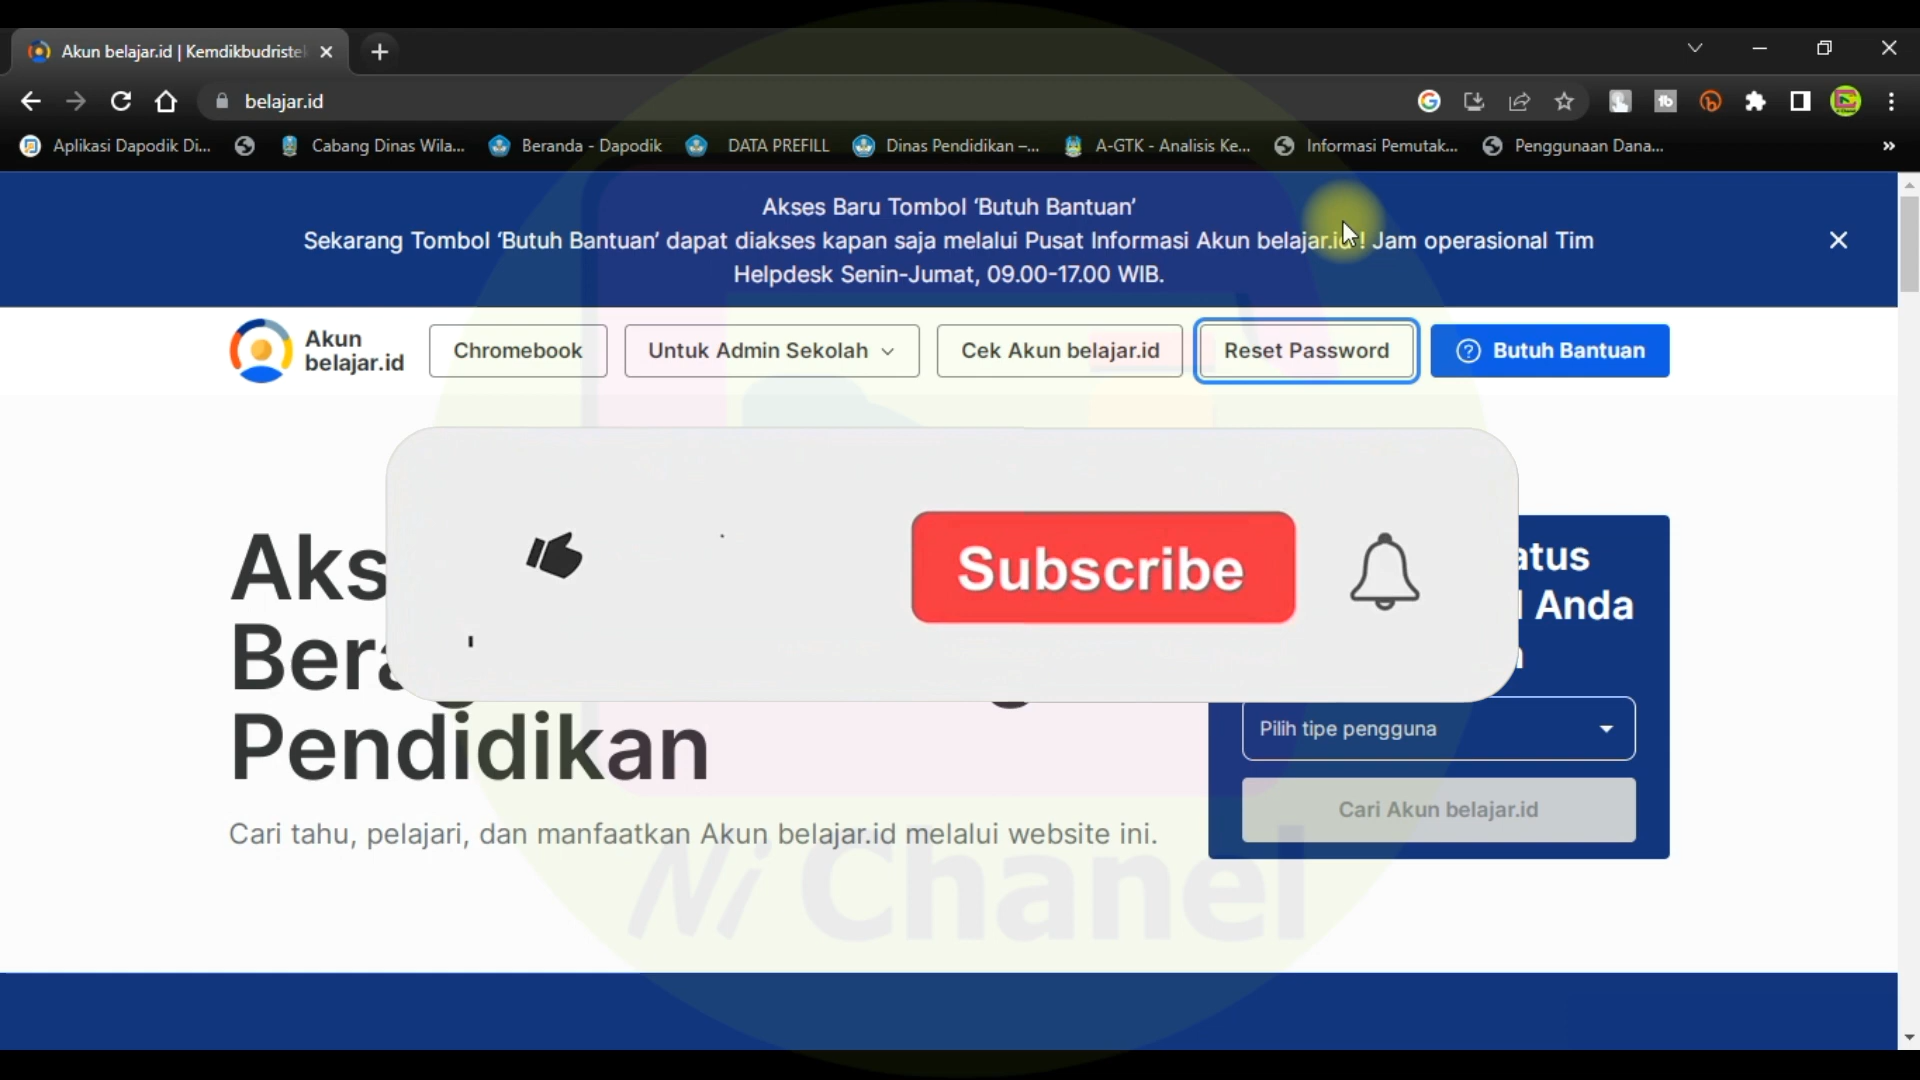 Akun belajar.id | Kemdikbudriste
belajar.id
Aplikasi Dapodik Di...
Cabang Dinas Wila...
Beranda - Dapodik
DATA PREFILL
Dinas Pendidikan –...
A-GTK - Analisis Ke...
Informasi Pemutak...
Penggunaan Dana...
Akses Baru Tombol ‘Butuh Bantuan’
Sekarang Tombol ‘Butuh Bantuan’ dapat diakses kapan saja melalui Pusat Informasi Akun belajar.id! Jam operasional Tim
Helpdesk Senin-Jumat, 09.00-17.00 WIB.
Akun
belajar.id
Chromebook
Untuk Admin Sekolah
Cek Akun belajar.id
Reset Password
Butuh Bantuan
Subscribe
Aks
Bera
Pendidikan
Cari tahu, pelajari, dan manfaatkan Akun belajar.id melalui website ini.
atus
Anda
Pilih tipe pengguna
Cari Akun belajar.id
Ni Chanel